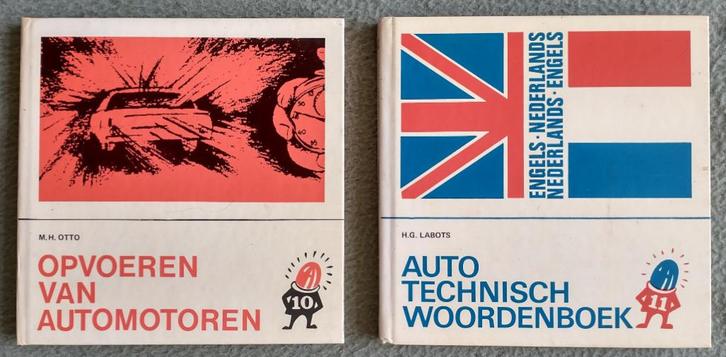 M.H. OTTO
OPVOEREN
VAN
AUTOMOTOREN
10
ENGELS · NEDERLANDS
NEDERLANDS · ENGELS
H.G. LABOTS
AUTO
TECHNISCH
WOORDENBOEK
11